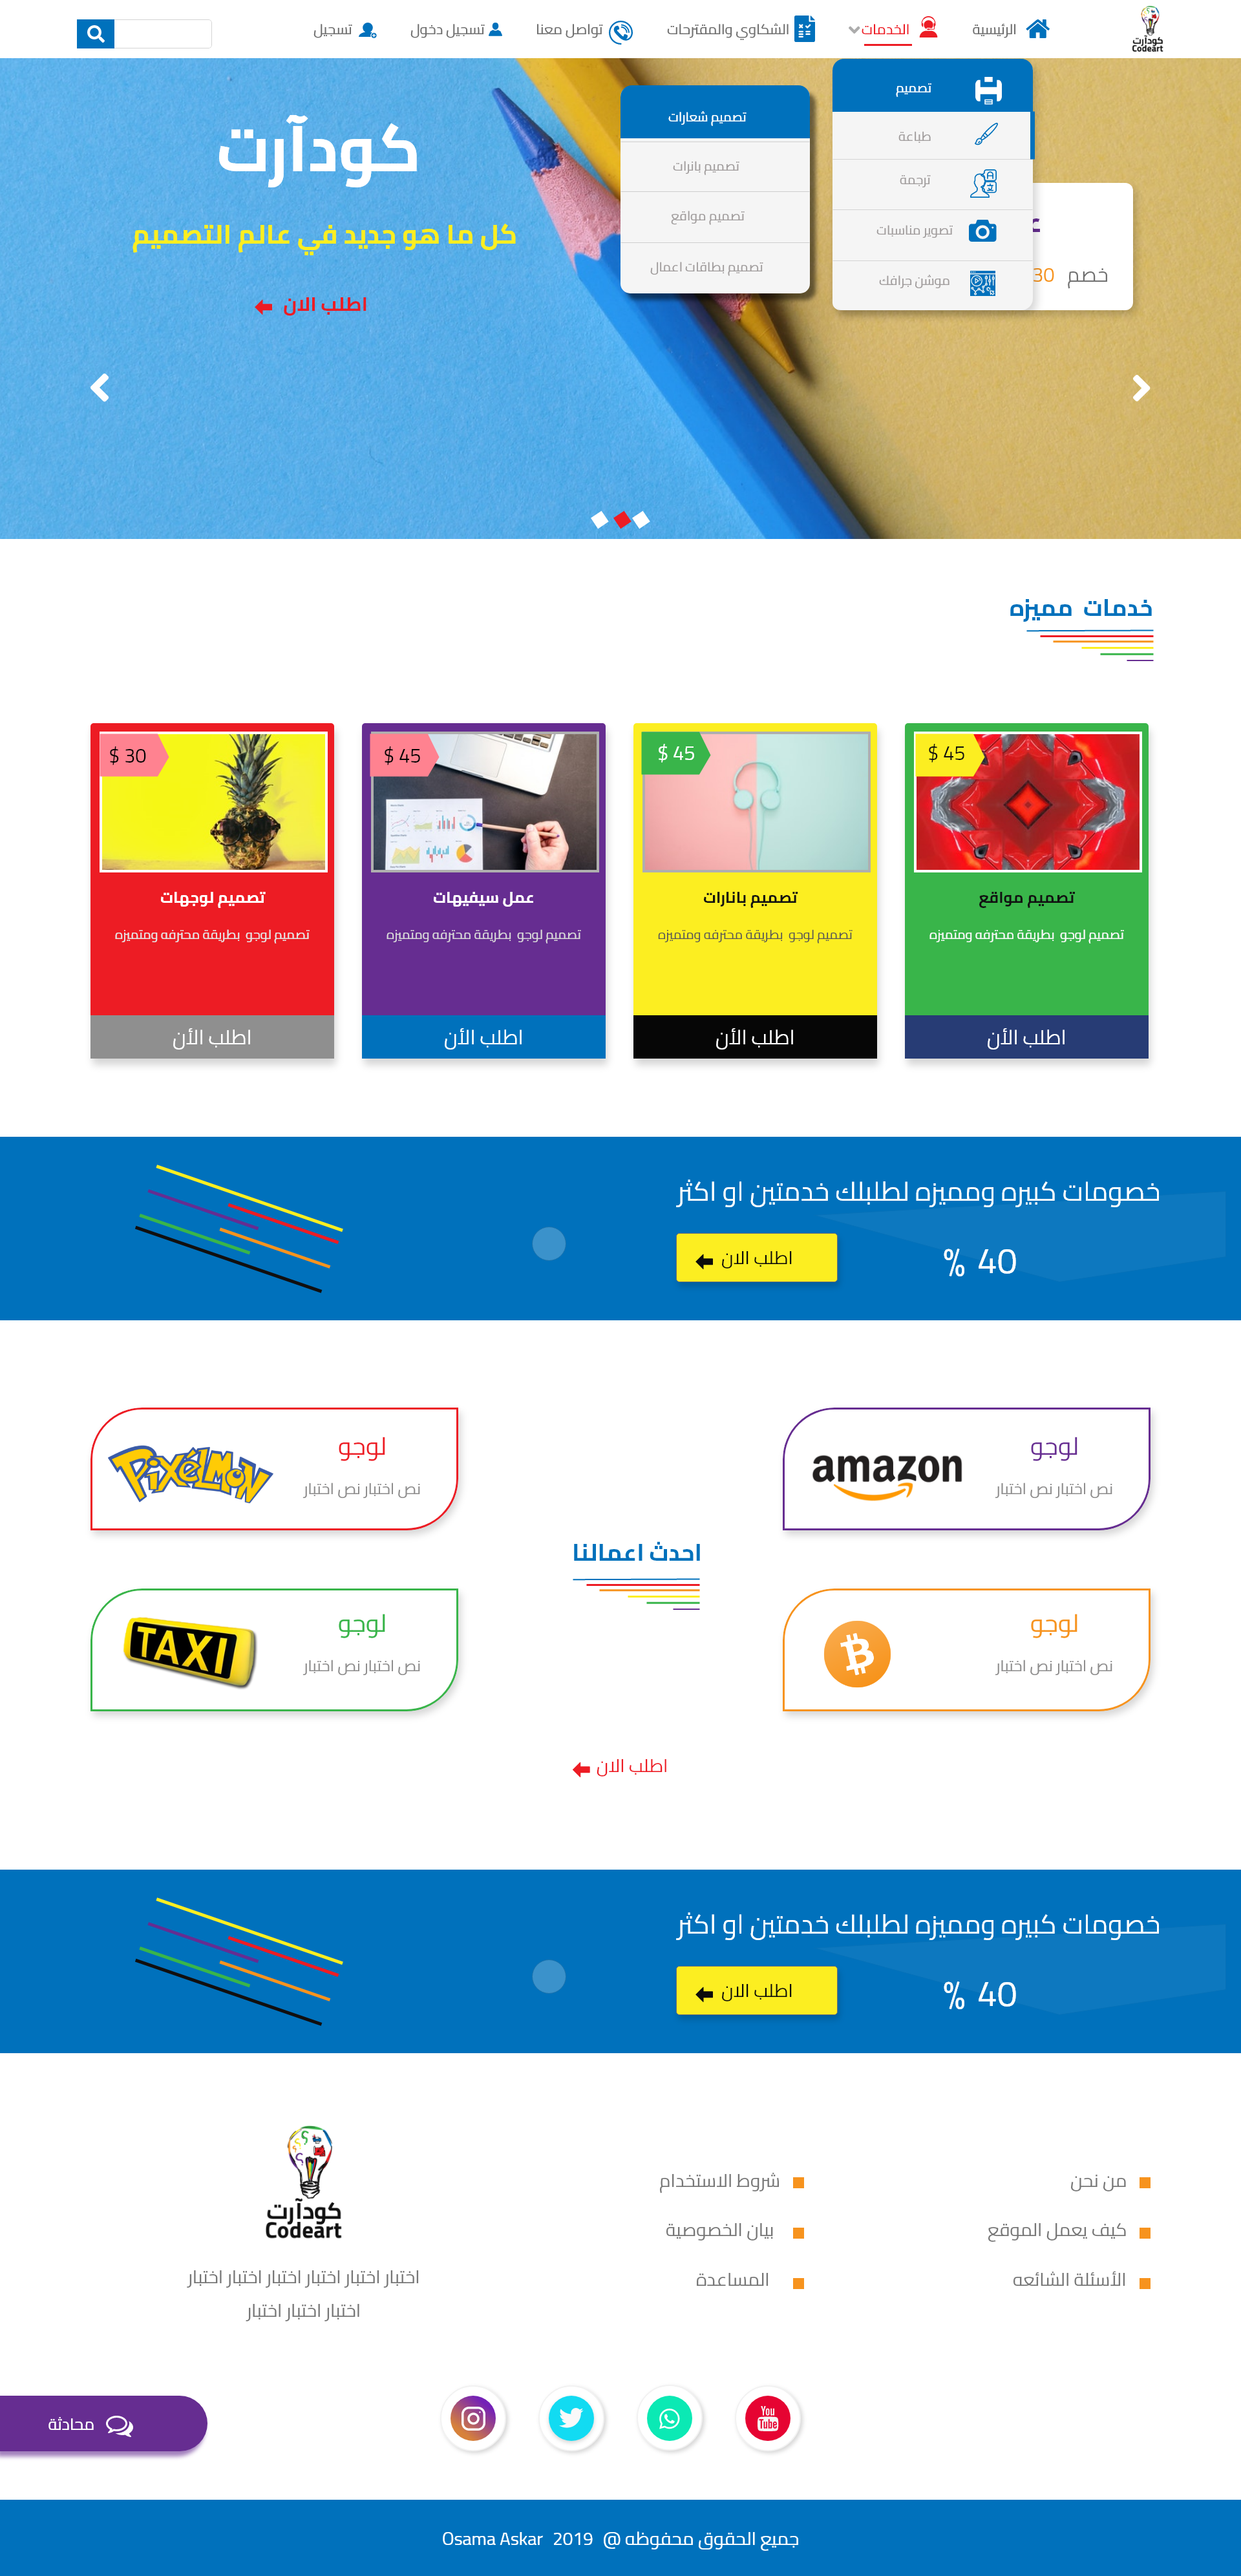 كودآرت
Codeart
الرئيسية
الخدمات
الشكاوي والمقترحات
تواصل معنا
تسجيل دخول
تسجيل
تصميم
طباعة
ترجمة
تصوير مناسبات
موشن جرافك
تصميم شعارات
تصميم بانرات
تصميم مواقع
تصميم بطاقات اعمال
خصم 30
كودآرت
كل ما هو جديد في عالم التصميم
اطلب الان
خدمات مميزه
$ 45
تصميم مواقع
تصميم لوجو بطريقة محترفه ومتميزه
اطلب الأن
$ 45
تصميم بانارات
تصميم لوجو بطريقة محترفه ومتميزه
اطلب الأن
$ 45
عمل سيفيهات
تصميم لوجو بطريقة محترفه ومتميزه
اطلب الأن
$ 30
تصميم لوجهات
تصميم لوجو بطريقة محترفه ومتميزه
اطلب الأن
خصومات كبيره ومميزه لطلبلك خدمتين او اكثر
% 40
اطلب الان
لوجو
نص اختبار نص اختبار
amazon
لوجو
نص اختبار نص اختبار
PIXELMON
احدث اعمالنا
لوجو
نص اختبار نص اختبار
لوجو
نص اختبار نص اختبار
TAXI
اطلب الان
خصومات كبيره ومميزه لطلبلك خدمتين او اكثر
% 40
اطلب الان
من نحن
كيف يعمل الموقع
الأسئلة الشائعه
شروط الاستخدام
بيان الخصوصية
المساعدة
كودآرت
Codeart
اختبار اختبار اختبار اختبار اختبار اختبار
اختبار اختبار اختبار
You Tube
محادثة
جميع الحقوق محفوظه @ 2019 Osama Askar